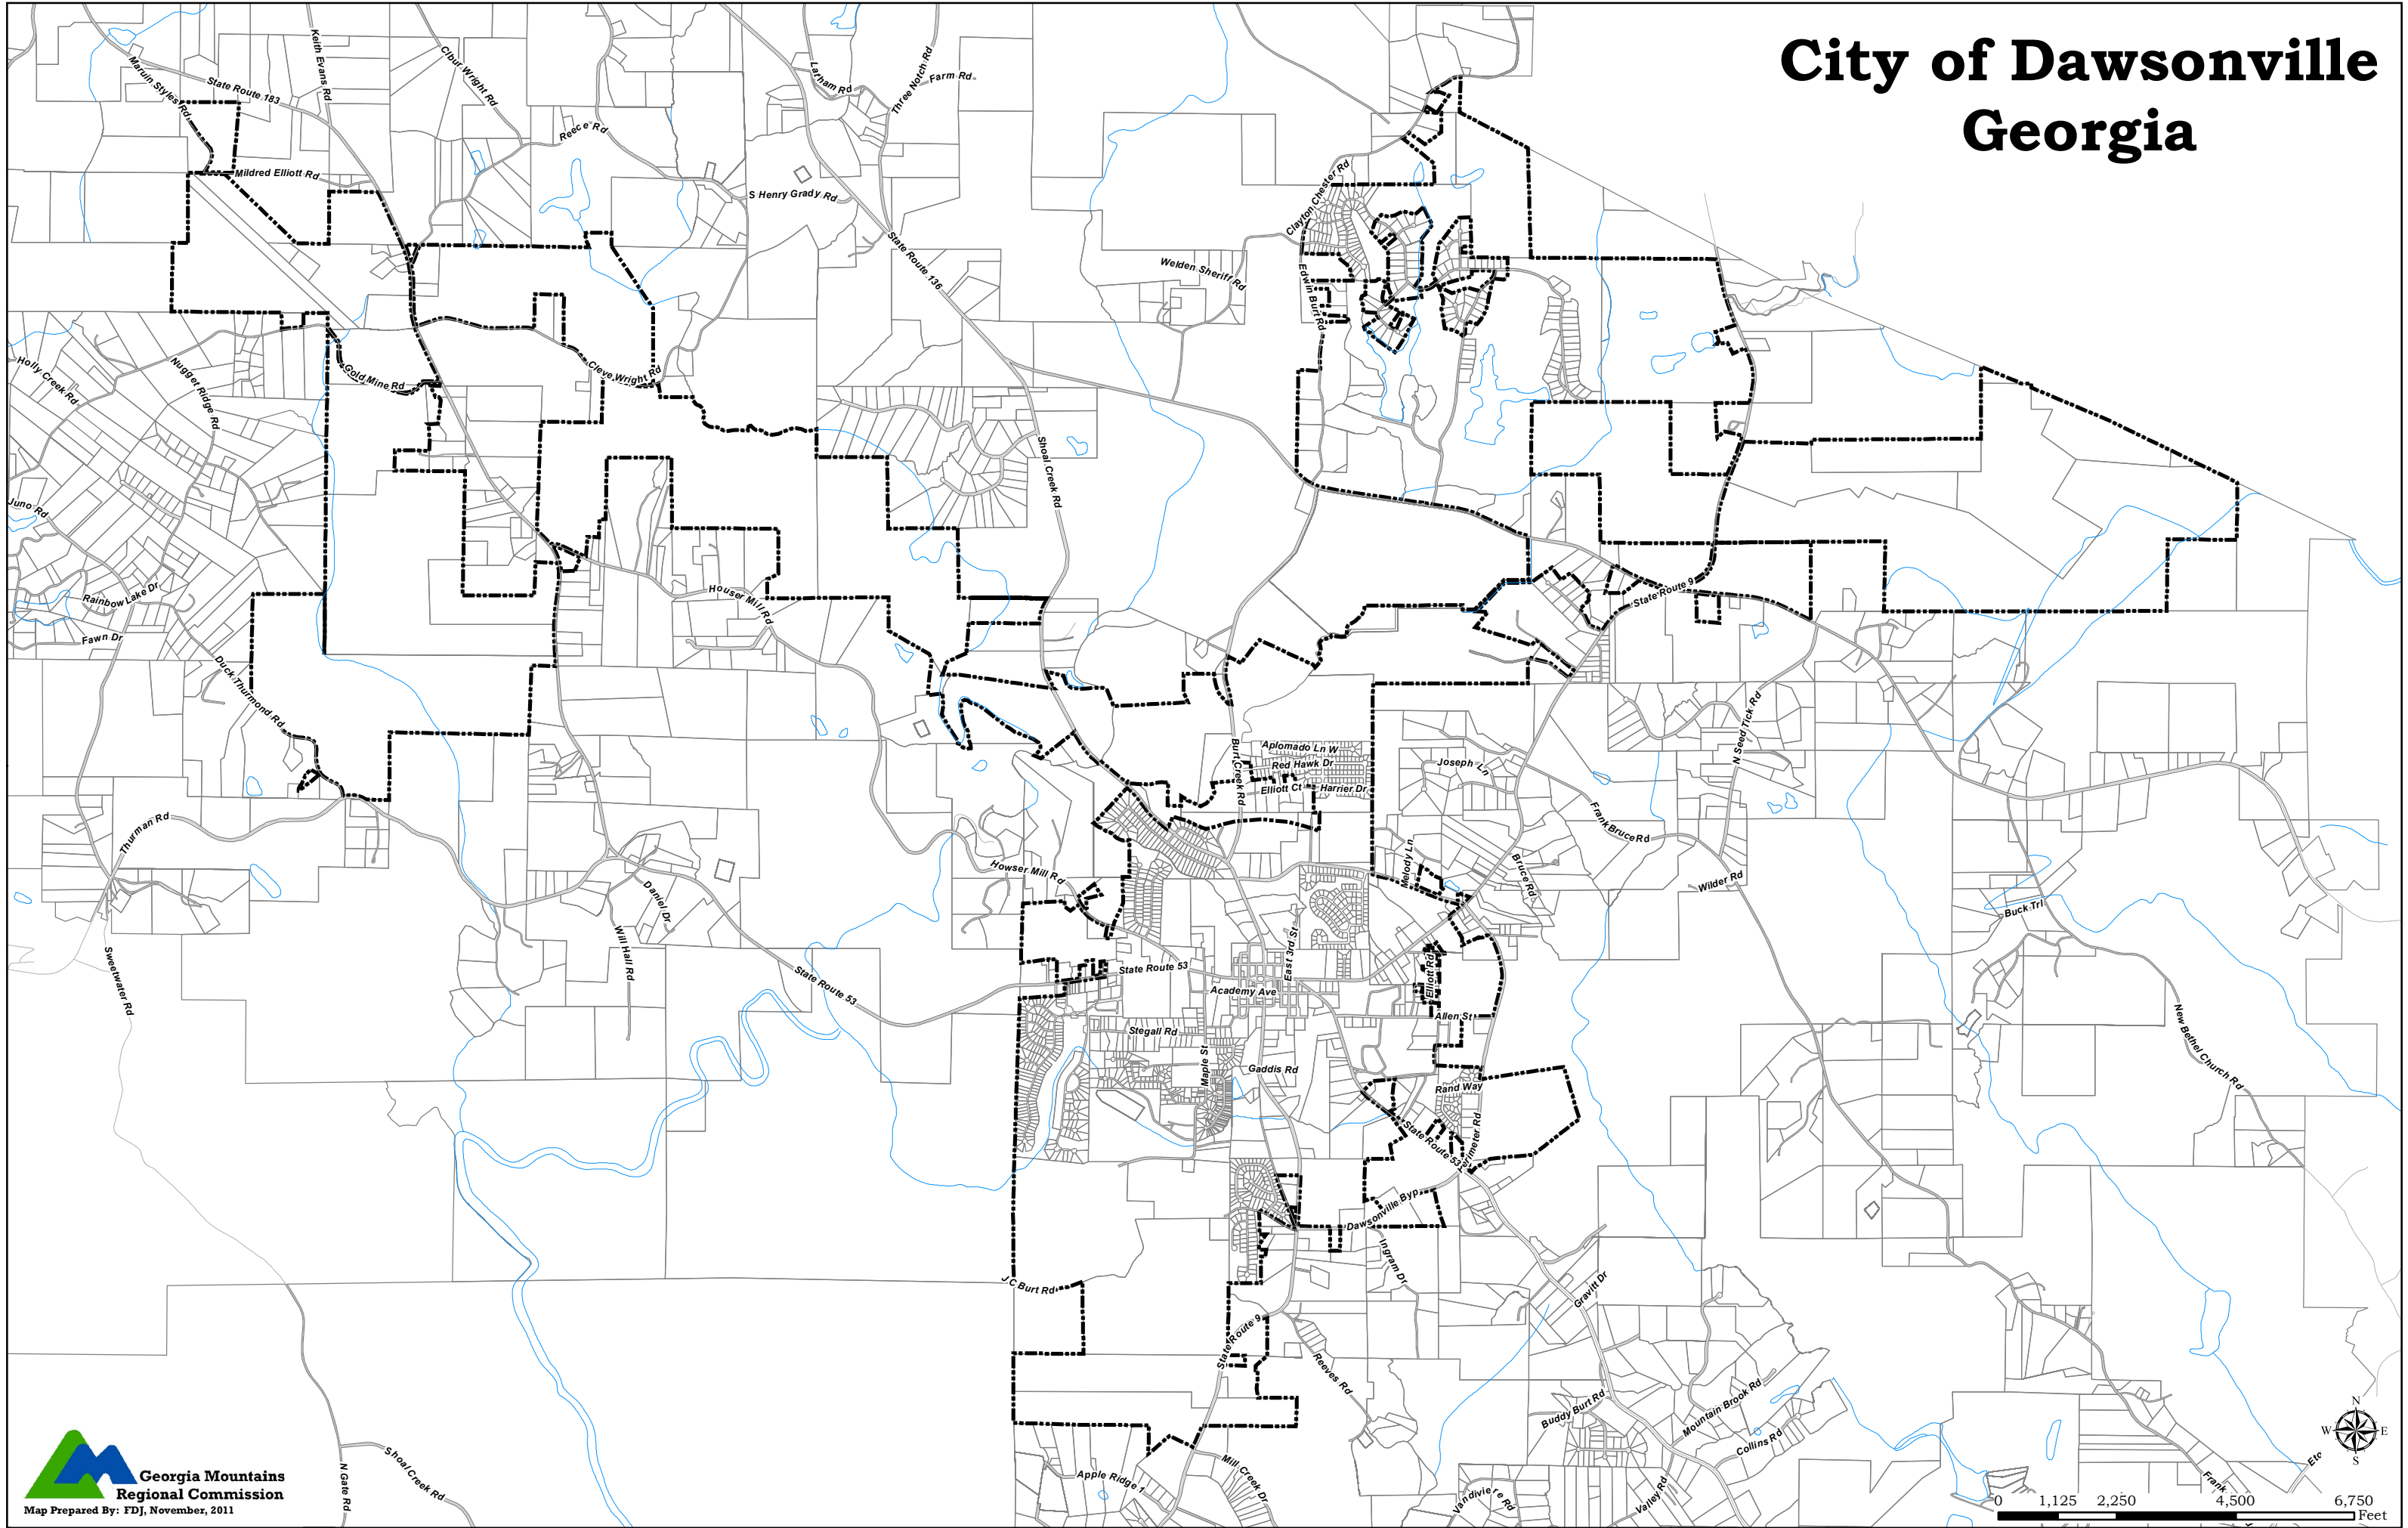 City of Dawsonville
Georgia
Keith Evans Rd
Clbur Wright Rd
Maruin Styles Rd
State Route 183
Larham Rd
Three Notch Rd
Farm Rd
Reece Rd
Mildred Elliott Rd
S Henry Grady Rd
Clayton Chester Rd
State Route 136
Welden Sheriff Rd
Edwin Burt Rd
Holly Creek Rd
Nugget Ridge Rd
Gold Mine Rd
Cleve Wright Rd
Shoal Creek Rd
Juno Rd
Rainbow Lake Dr
Houser Mill Rd
State Route 9
Fawn Dr
Duck Thurmond Rd
N Seed Tick Rd
Burt Creek Rd
Aplomado Ln W
Red Hawk Dr
Joseph Ln
Elliott Ct
Harrier Dr
Thurman Rd
Frank Bruce Rd
Howser Mill Rd
Melody Ln
Bruce Rd
Wilder Rd
Daniel Dr
Buck Trl
Will Hall Rd
East 3rd St
Sweetwater Rd
State Route 53
State Route 53
Elliott Rd
Academy Ave
Allen St
Stegall Rd
New Bethel Church Rd
Maple St
Gaddis Rd
Rand Way
State Route 53
Perimeter Rd
Dawsonville Byp
Ingram Dr
J C Burt Rd
Gravitt Dr
State Route 9
Reeves Rd
Buddy Burt Rd
Mountain Brook Rd
Collins Rd
N Gate Rd
Shoal Creek Rd
Apple Ridge 1
Mill Creek Dr
Vandiviere Rd
Varley Rd
Frank
Etc
N
W
E
S
Georgia Mountains
Regional Commission
Map Prepared By: FDJ, November, 2011
0 1,125 2,250 4,500 6,750
Feet